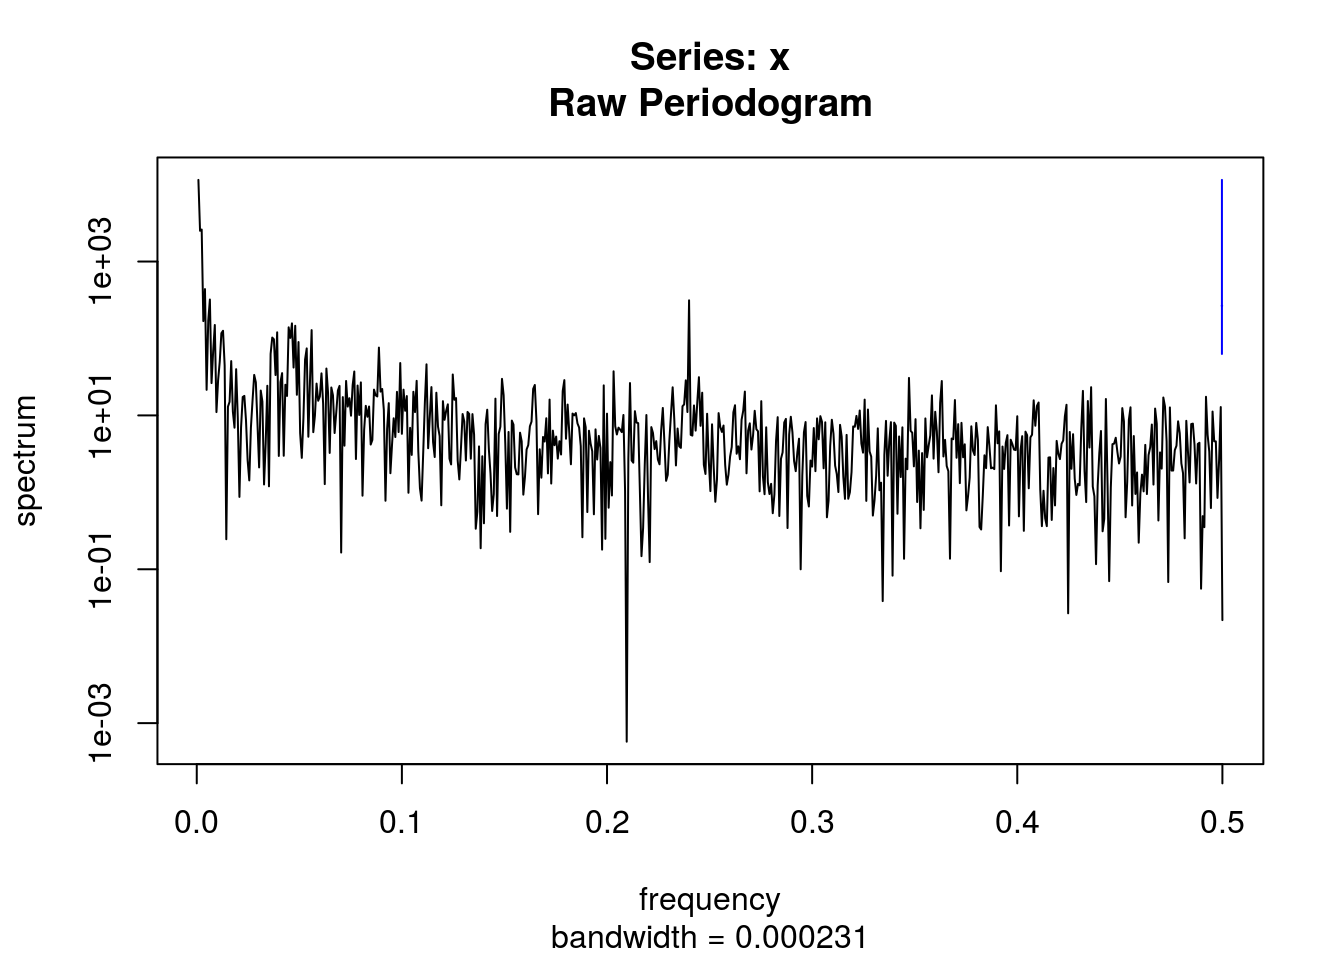 Series: x
Raw Periodogram
spectrum
1e+03
1e+01
1e-01
1e-03
0.0 0.1 0.2 0.3 0.4 0.5
frequency
bandwidth = 0.000231